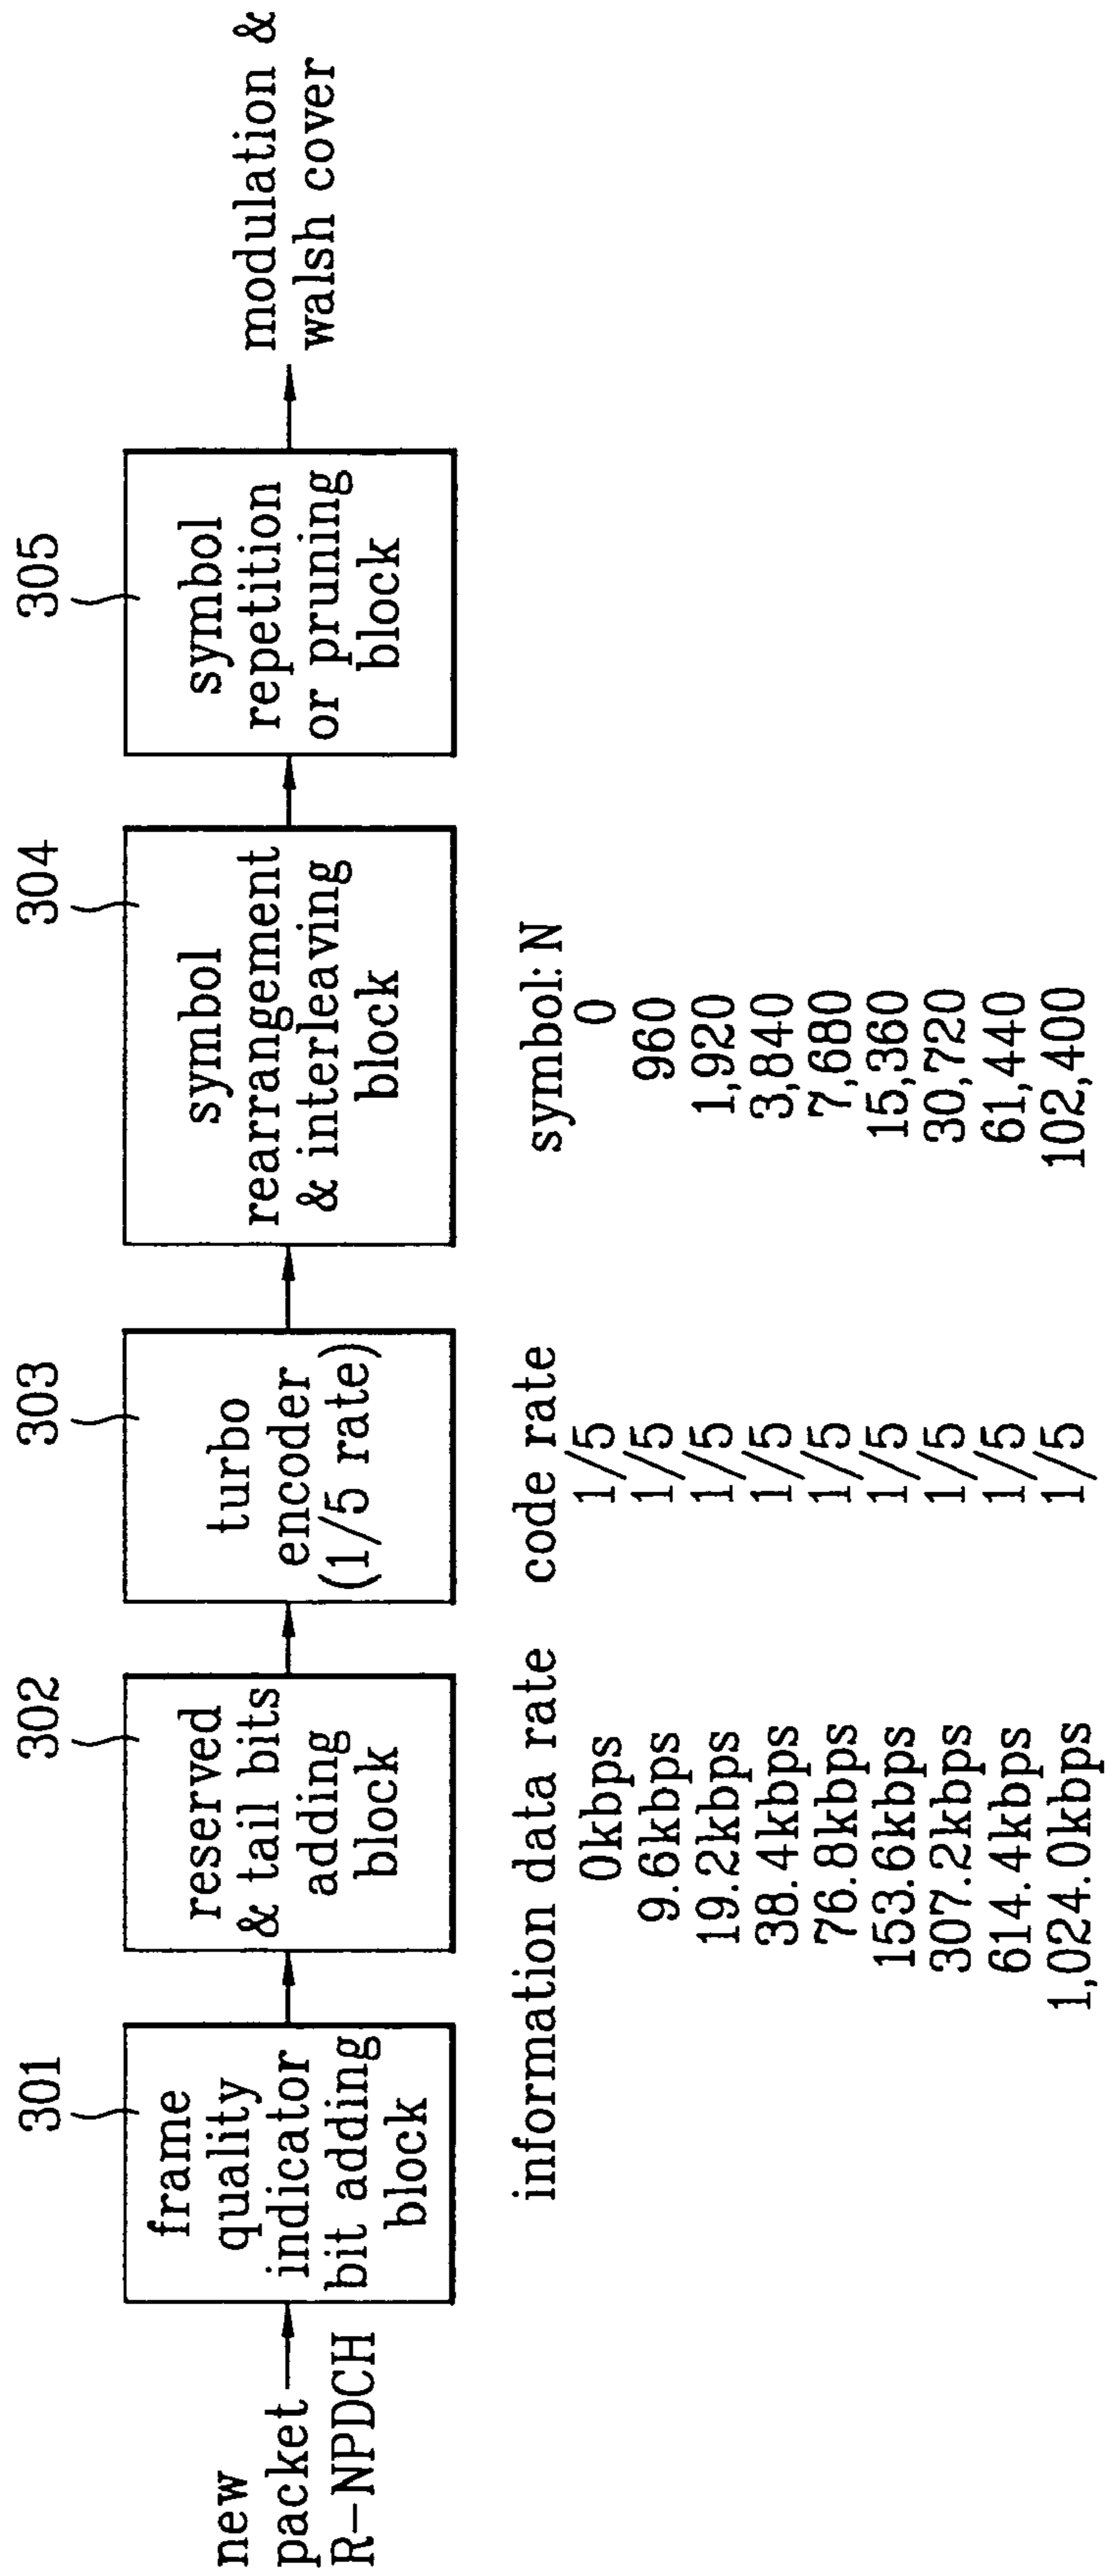 new
packet
R-NPDCH
301
frame
quality
indicator
bit adding
block
302
reserved
& tail bits
adding
block
303
turbo
encoder
(1/5 rate)
304
symbol
rearrangement
& interleaving
block
305
symbol
repetition
or pruning
block
modulation &
walsh cover
information data rate code rate symbol: N
0kbps 1/5 0
9.6kbps 1/5 960
19.2kbps 1/5 1,920
38.4kbps 1/5 3,840
76.8kbps 1/5 7,680
153.6kbps 1/5 15,360
307.2kbps 1/5 30,720
614.4kbps 1/5 61,440
1,024.0kbps 1/5 102,400